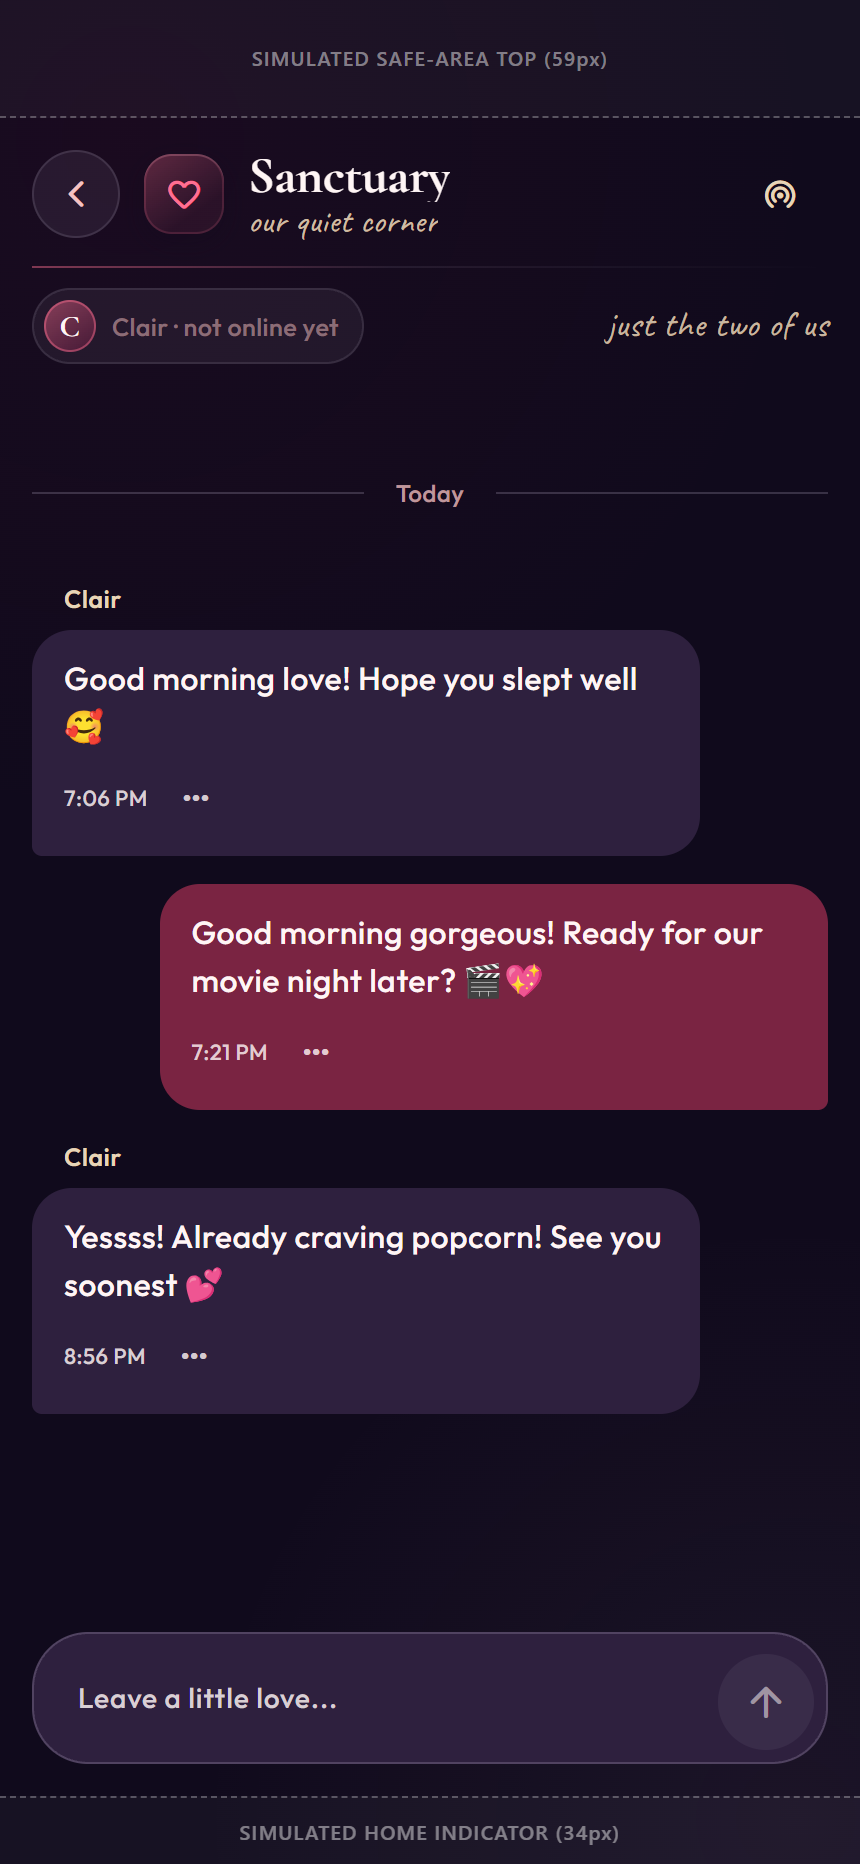 SIMULATED SAFE-AREA TOP (59px)
Sanctuary
our quiet corner
C Clair · not online yet
just the two of us
Today
Clair
Good morning love! Hope you slept well
🥰
7:06 PM •••
Good morning gorgeous! Ready for our
movie night later? 🎬💖
7:21 PM •••
Clair
Yessss! Already craving popcorn! See you
soonest 💕
8:56 PM •••
Leave a little love...
SIMULATED HOME INDICATOR (34px)